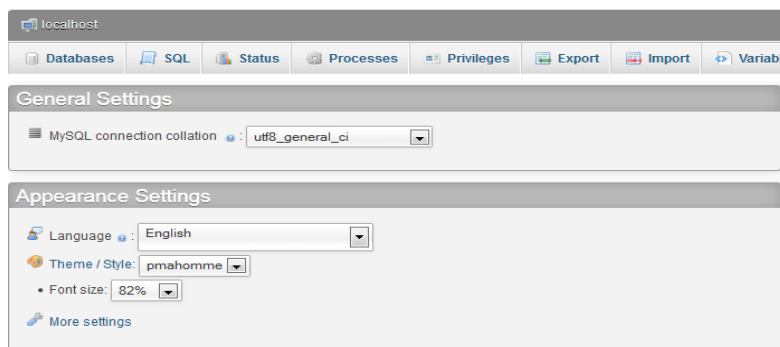 localhost
Databases SQL Status Processes Privileges Export Import Variabl
General Settings
MySQL connection collation : utf8_general_ci
Appearance Settings
Language : English
Theme / Style: pmahomme
• Font size: 82%
More settings